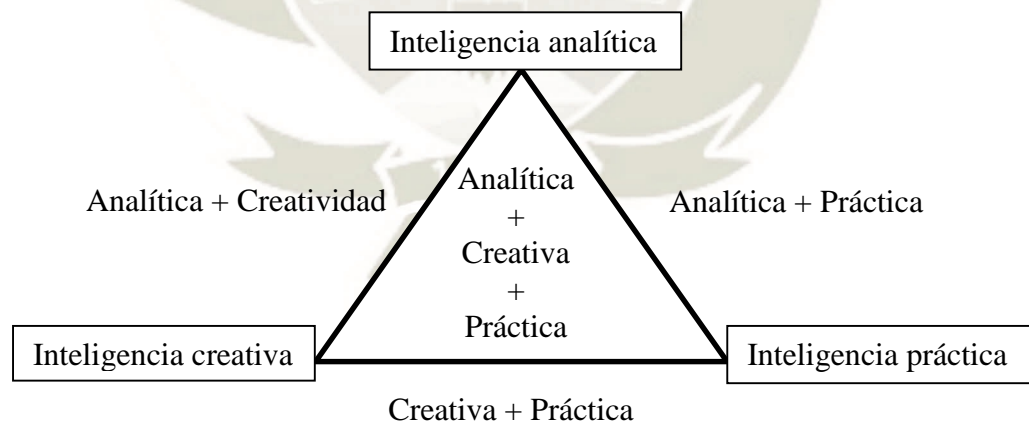 Inteligencia analítica
Analítica + Creatividad
Analítica
+
Creativa
+
Práctica
Analítica + Práctica
Inteligencia creativa
Inteligencia práctica
Creativa + Práctica